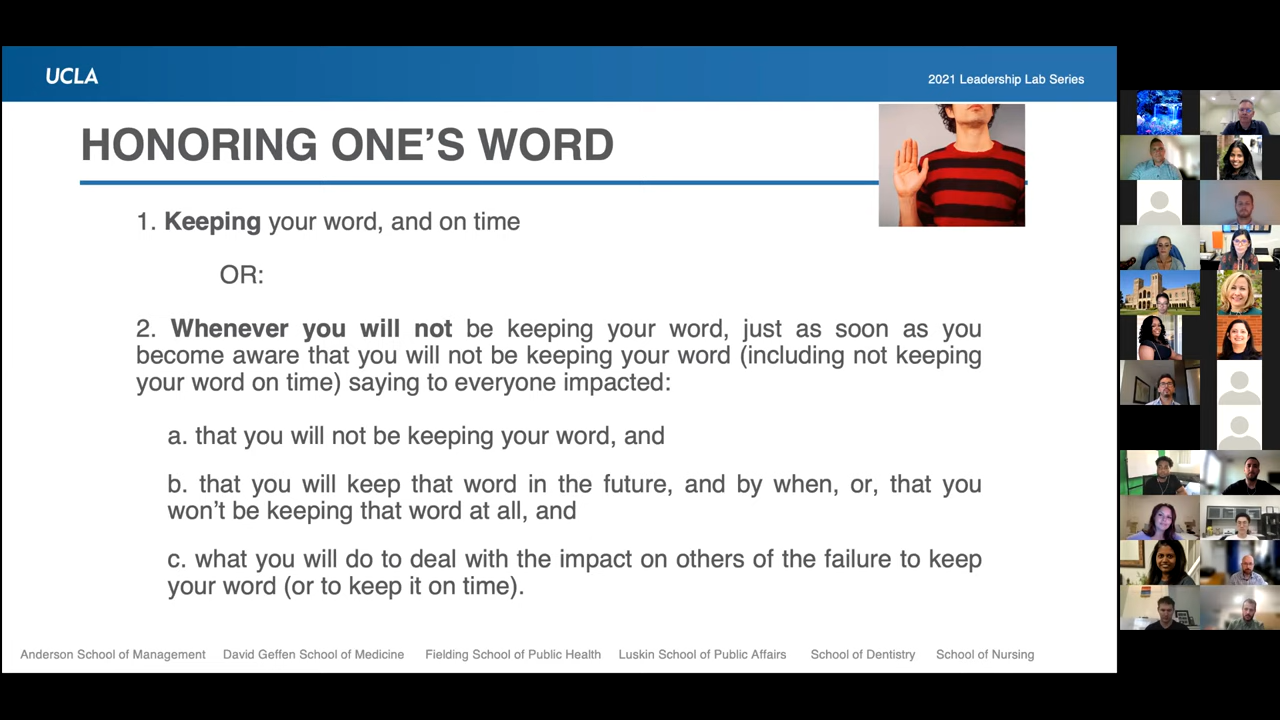 UCLA
2021 Leadership Lab Series
HONORING ONE'S WORD
1. Keeping your word, and on time
OR:
2. Whenever you will not be keeping your word, just as soon as you
become aware that you will not be keeping your word (including not keeping
your word on time) saying to everyone impacted:
a. that you will not be keeping your word, and
b. that you will keep that word in the future, and by when, or, that you
won't be keeping that word at all, and
c. what you will do to deal with the impact on others of the failure to keep
your word (or to keep it on time).
Anderson School of Management David Geffen School of Medicine Fielding School of Public Health Luskin School of Public Affairs School of Dentistry School of Nursing